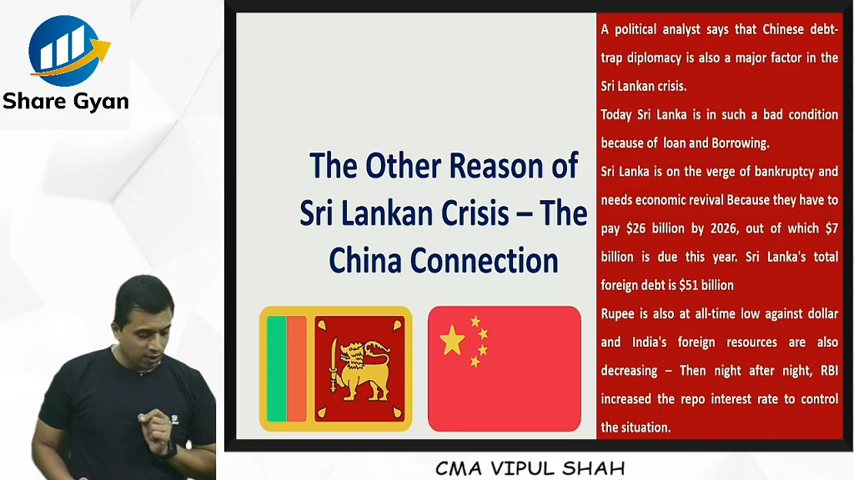 Share Gyan
The Other Reason of
Sri Lankan Crisis – The
China Connection
A political analyst says that Chinese debt-
trap diplomacy is also a major factor in the
Sri Lankan crisis.
Today Sri Lanka is in such a bad condition
because of loan and Borrowing.
Sri Lanka is on the verge of bankruptcy and
needs economic revival Because they have to
pay $26 billion by 2026, out of which $7
billion is due this year. Sri Lanka's total
foreign debt is $51 billion
Rupee is also at all-time low against dollar
and India's foreign resources are also
decreasing – Then night after night, RBI
increased the repo interest rate to control
the situation.
CMA VIPUL SHAH